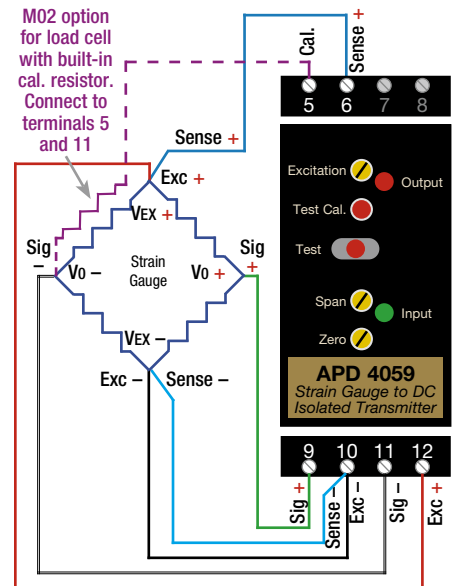 M02 option
for load cell
with built-in
cal. resistor.
Connect to
terminals 5
and 11
Cal.
Sense +
5 6 7 8
Sense +
Exc +
VEX +
Sig
–
Vo –
Strain
Gauge
Vo +
Sig
+
VEX –
Exc –
Sense –
Excitation
Output
Test Cal.
Test
Span
Input
Zero
APD 4059
Strain Gauge to DC
Isolated Transmitter
9 10 11 12
Sig +
Sense –
Exc –
Sig –
Exc +